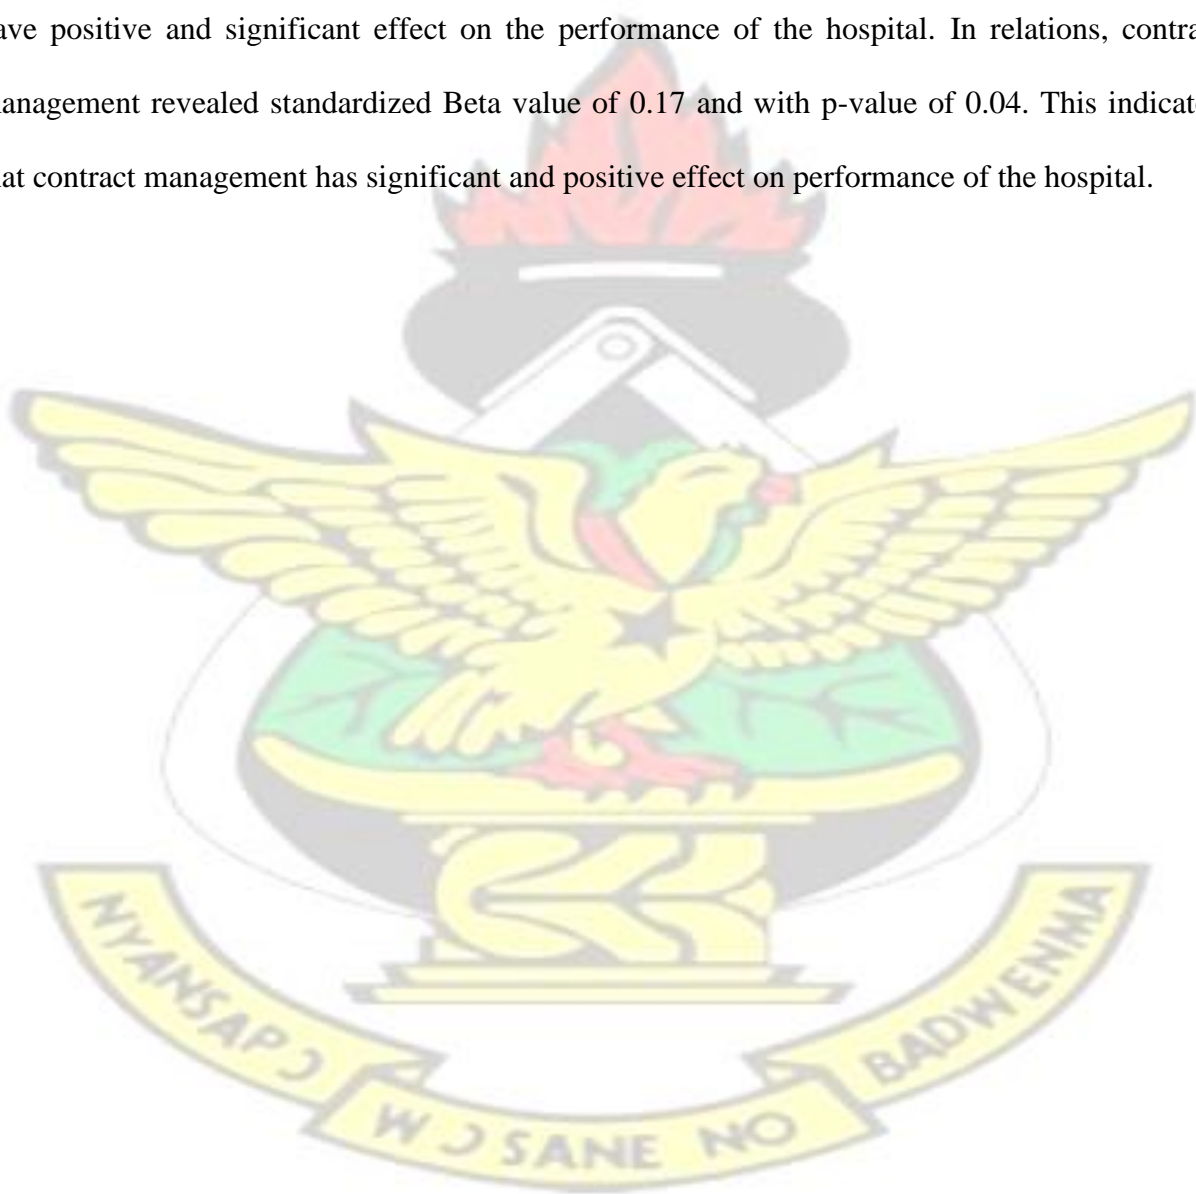 ave positive and significant effect on the performance of the hospital. In relations, contra
anagement revealed standardized Beta value of 0.17 and with p-value of 0.04. This indicate
at contract management has significant and positive effect on performance of the hospital.
NYANSAPƆ
WƆSANE NO
BADWENMA